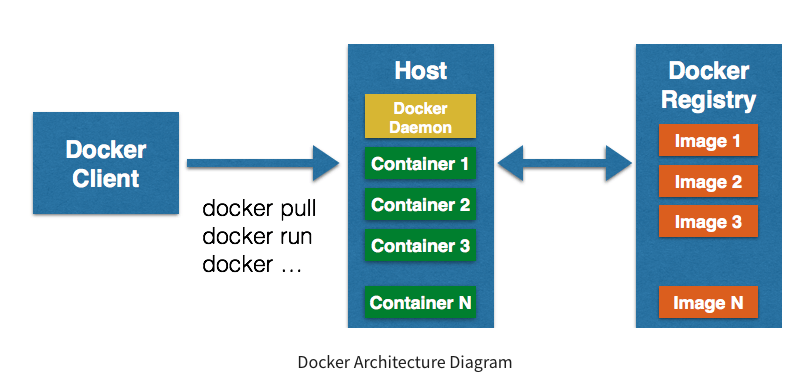 Docker
Client
docker pull
docker run
docker ...
Host
Docker
Daemon
Container 1
Container 2
Container 3
Container N
Docker
Registry
Image 1
Image 2
Image 3
Image N
Docker Architecture Diagram